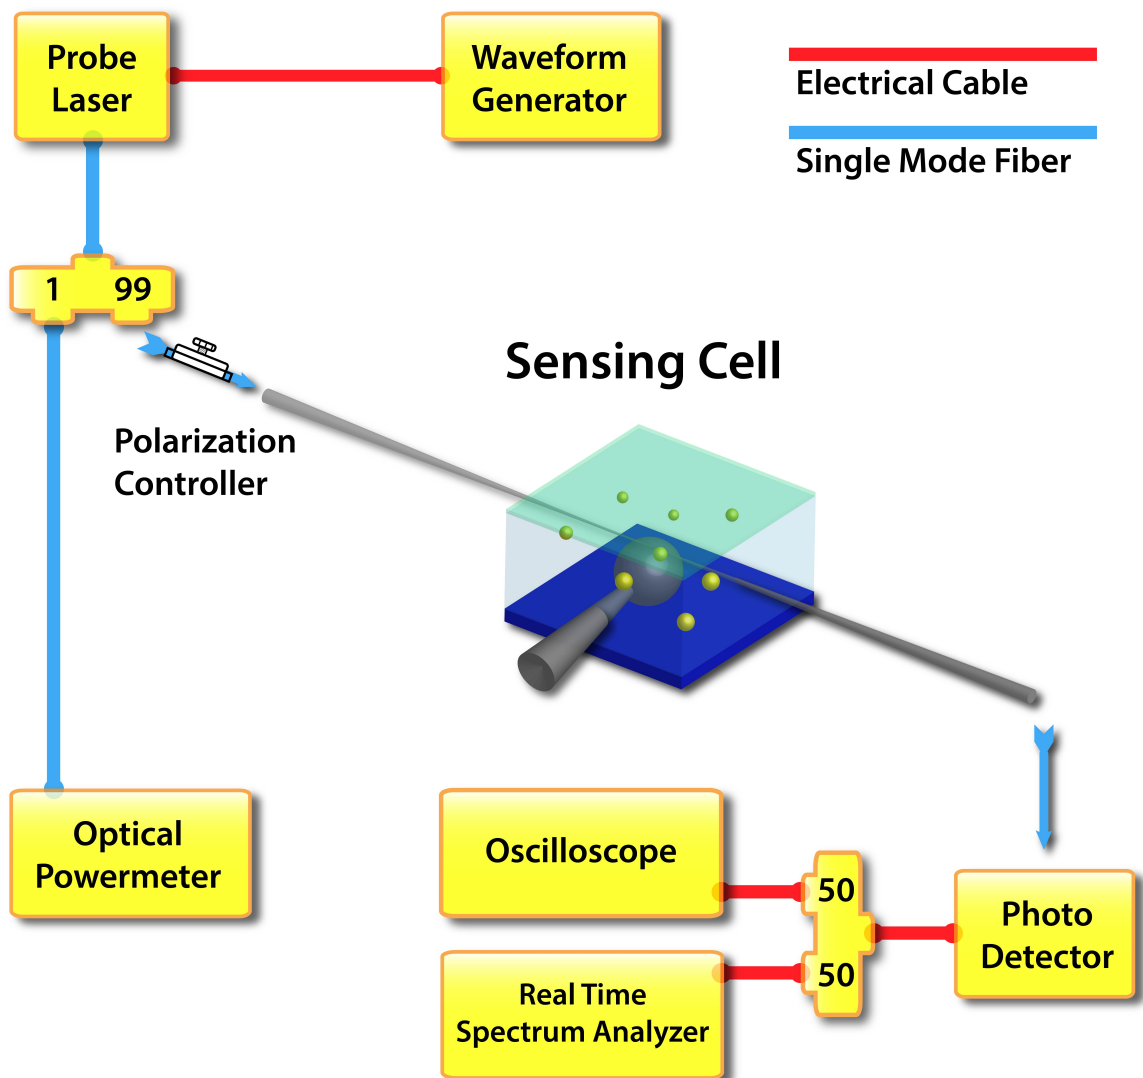 Probe
Laser
Waveform
Generator
Electrical Cable
Single Mode Fiber
1
99
Sensing Cell
Polarization
Controller
Optical
Powermeter
Oscilloscope
50
50
Photo
Detector
Real Time
Spectrum Analyzer